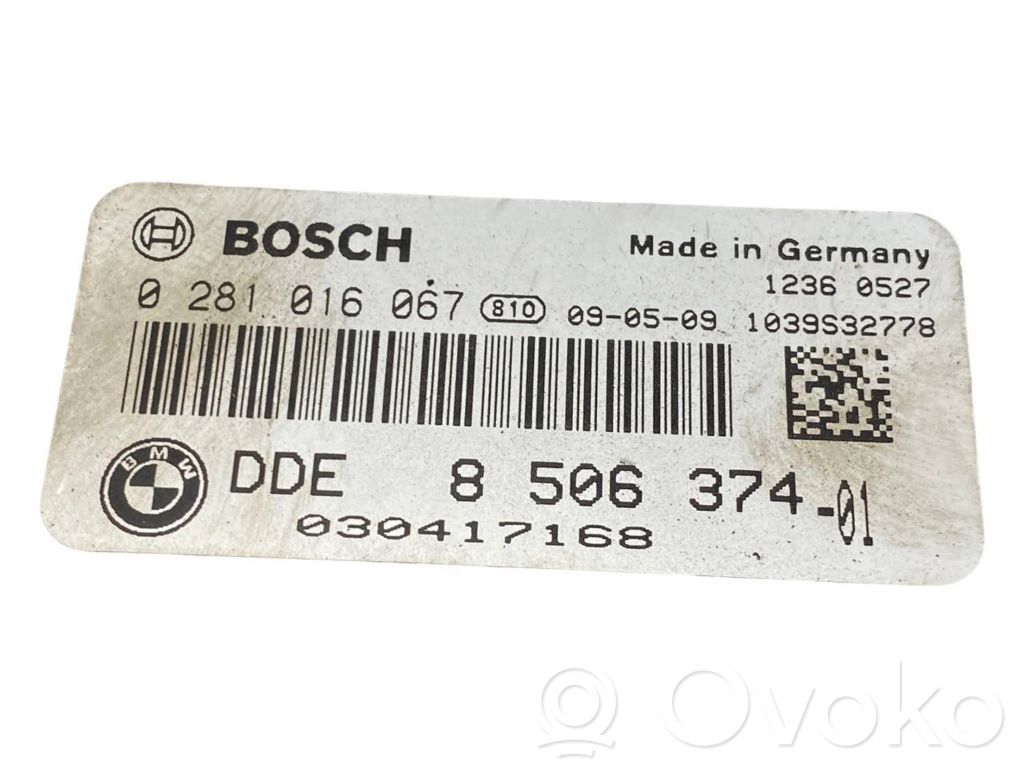 BOSCH Made in Germany
1236 0527
0 281 016 067 810 09-05-09 1039S32778
BMW DDE 8 506 374-01
030417168
Ovoko